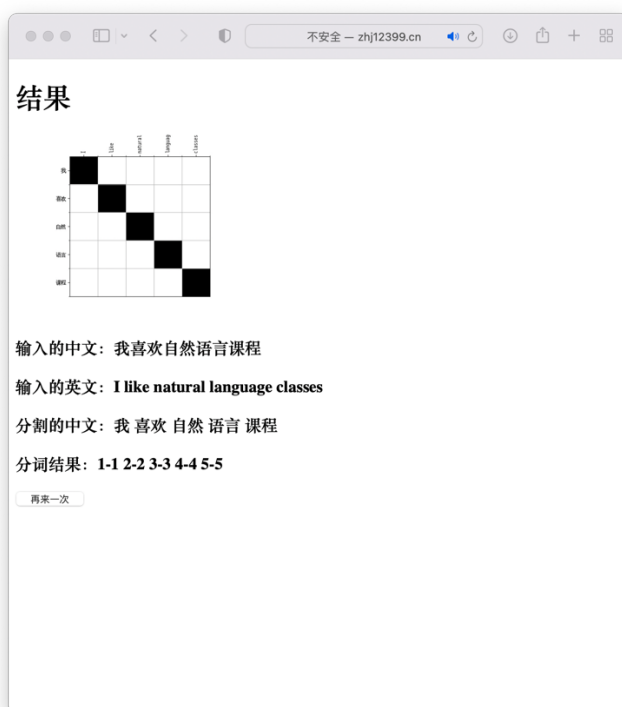 不安全 — zhj12399.cn
结果
I like natural languag classes
我
喜欢
自然
语言
课程
输入的中文：我喜欢自然语言课程
输入的英文：I like natural language classes
分割的中文：我 喜欢 自然 语言 课程
分词结果：1-1 2-2 3-3 4-4 5-5
再来一次